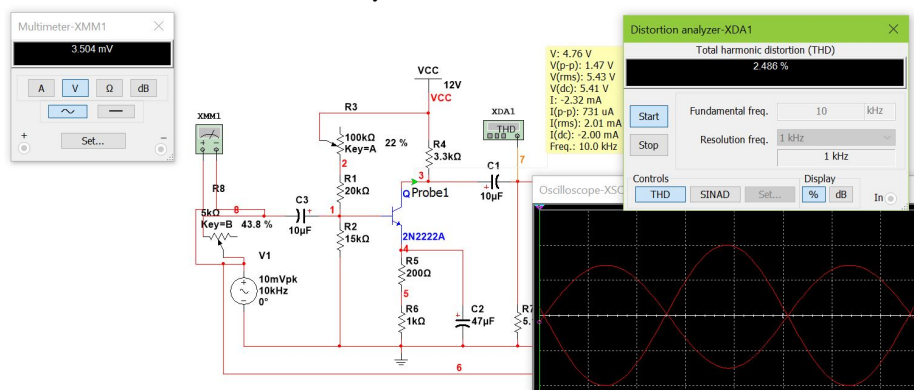 Multimeter-XMM1
3.504 mV
A V Ω dB
Set...
+
−
VCC
12V
VCC
R3
100kΩ
Key=A
22 %
2
R4
3.3kΩ
V: 4.76 V
V(p-p): 1.47 V
V(rms): 5.43 V
V(dc): 5.41 V
I: -2.32 mA
I(p-p): 731 uA
I(rms): 2.01 mA
I(dc): -2.00 mA
Freq.: 10.0 kHz
XDA1
THD
7
XMM1
R8
5kΩ
8
Key=B
43.8 %
C3
10µF
1
R1
20kΩ
3
Q
Probe1
C1
10µF
2N2222A
R2
15kΩ
4
V1
10mVpk
10kHz
0°
R5
200Ω
5
R6
1kΩ
C2
47µF
R7
5.
6
Distortion analyzer-XDA1
Total harmonic distortion (THD)
2.486 %
Start
Stop
Fundamental freq.
10
kHz
Resolution freq.
1 kHz
1 kHz
Controls
THD SINAD Set...
Display
% dB
In
Oscilloscope-XSC